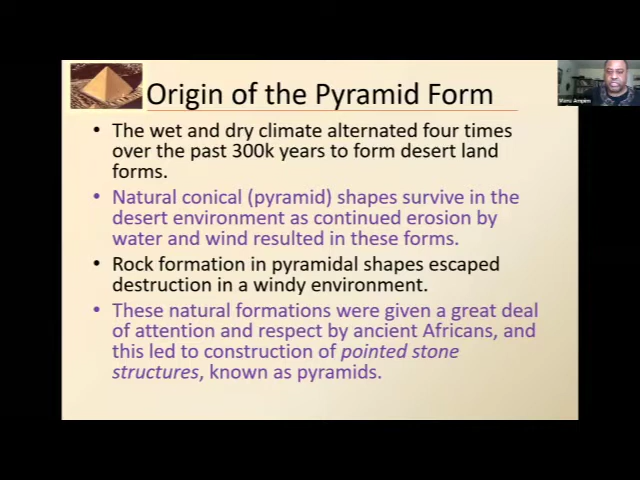 Origin of the Pyramid Form
• The wet and dry climate alternated four times
over the past 300k years to form desert land
forms.
• Natural conical (pyramid) shapes survive in the
desert environment as continued erosion by
water and wind resulted in these forms.
• Rock formation in pyramidal shapes escaped
destruction in a windy environment.
• These natural formations were given a great deal
of attention and respect by ancient Africans, and
this led to construction of pointed stone
structures, known as pyramids.